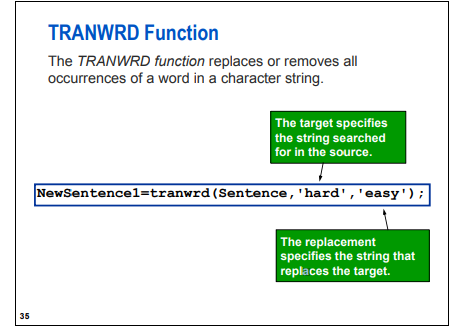 TRANWRD Function
The TRANWRD function replaces or removes all
occurrences of a word in a character string.
The target specifies
the string searched
for in the source.
NewSentence1=tranwrd(Sentence,'hard','easy');
The replacement
specifies the string that
replaces the target.
35